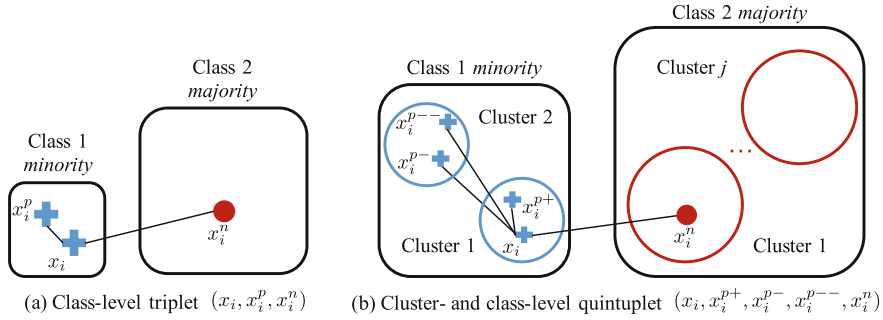 Class 1
minority
Class 2
majority
x_i^p
x_i
x_i^n
(a) Class-level triplet (x_i, x_i^p, x_i^n)
Class 1 minority
Cluster 2
x_i^{p--}
x_i^{p-}
x_i^{p+}
x_i
Cluster 1
Class 2 majority
Cluster j
...
x_i^n
Cluster 1
(b) Cluster- and class-level quintuplet (x_i, x_i^{p+}, x_i^{p-}, x_i^{p--}, x_i^n)